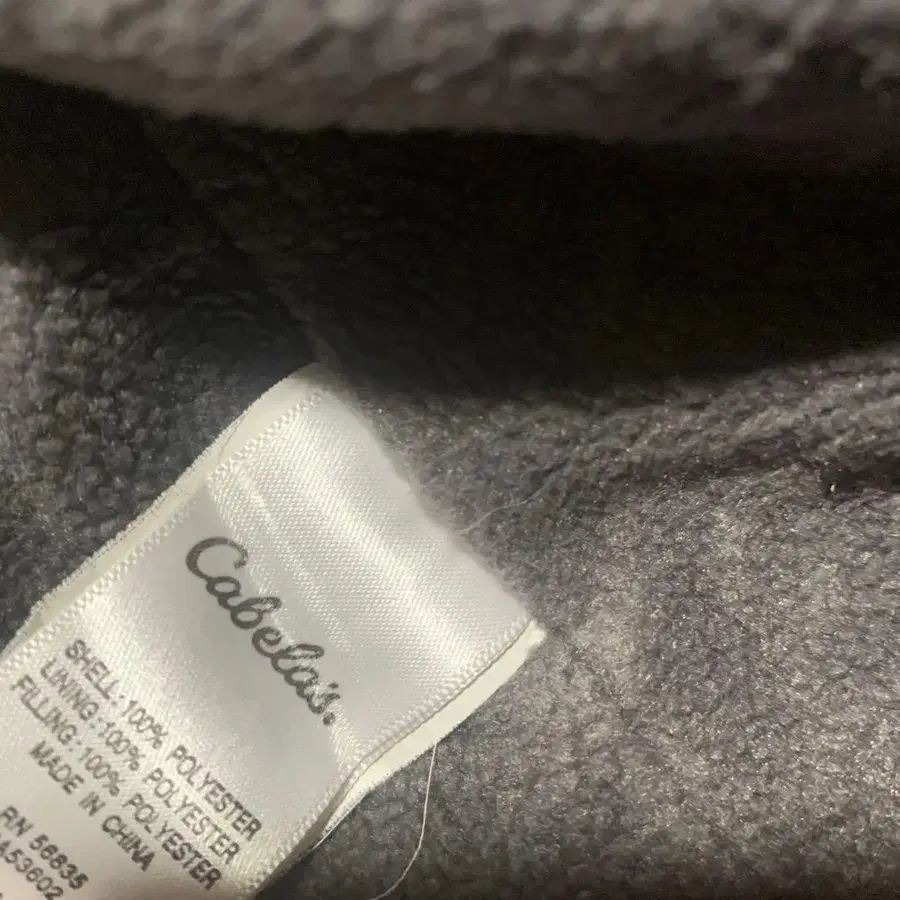 Cabela's.
SHELL: 100% POLYESTER
LINING: 100% POLYESTER
FILLING: 100% POLYESTER
MADE IN CHINA
RN 56835